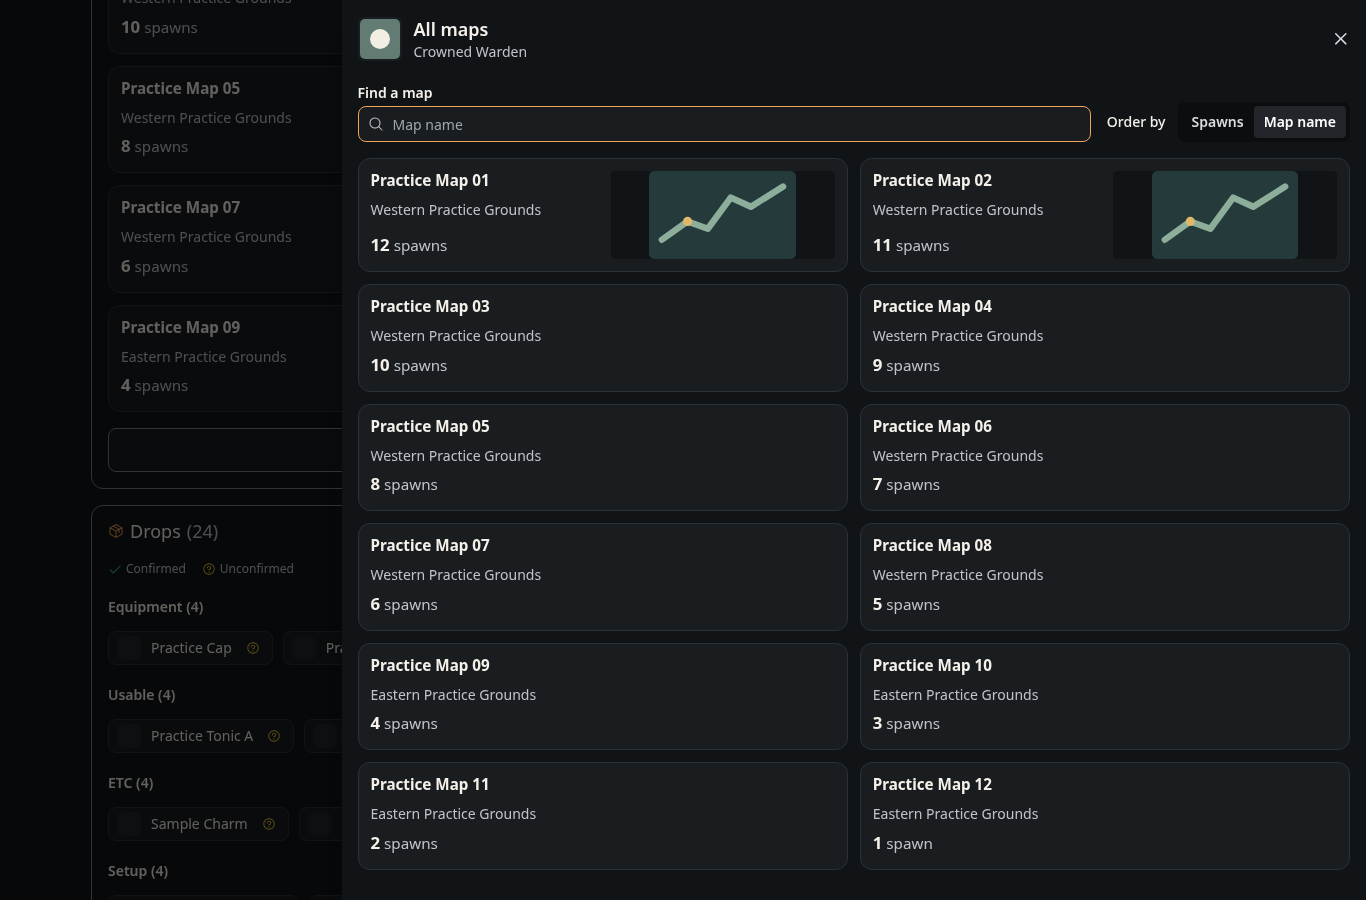 Western Practice Grounds
10 spawns
Practice Map 05
Western Practice Grounds
8 spawns
Practice Map 07
Western Practice Grounds
6 spawns
Practice Map 09
Eastern Practice Grounds
4 spawns
Drops (24)
Confirmed Unconfirmed
Equipment (4)
Practice Cap
Usable (4)
Practice Tonic A
ETC (4)
Sample Charm
Setup (4)
All maps
Crowned Warden
Find a map
Map name
Order by Spawns Map name
Practice Map 01
Western Practice Grounds
12 spawns
Practice Map 02
Western Practice Grounds
11 spawns
Practice Map 03
Western Practice Grounds
10 spawns
Practice Map 04
Western Practice Grounds
9 spawns
Practice Map 05
Western Practice Grounds
8 spawns
Practice Map 06
Western Practice Grounds
7 spawns
Practice Map 07
Western Practice Grounds
6 spawns
Practice Map 08
Western Practice Grounds
5 spawns
Practice Map 09
Eastern Practice Grounds
4 spawns
Practice Map 10
Eastern Practice Grounds
3 spawns
Practice Map 11
Eastern Practice Grounds
2 spawns
Practice Map 12
Eastern Practice Grounds
1 spawn